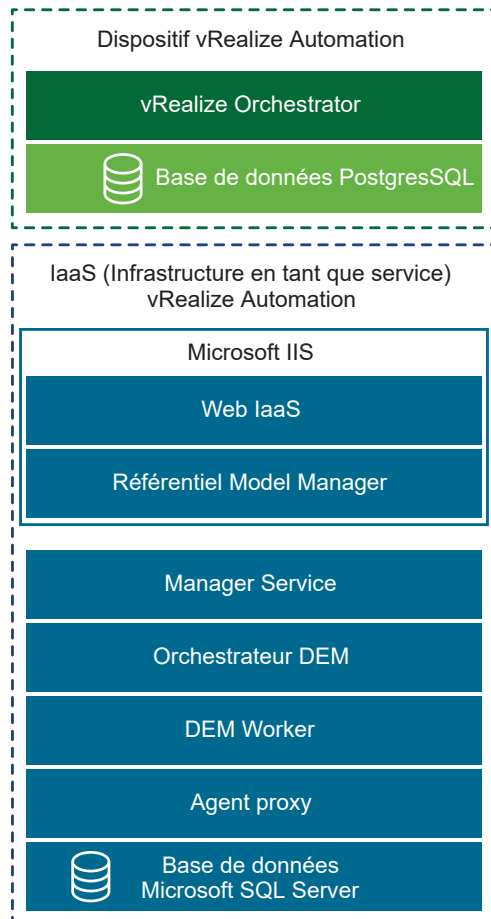 Dispositif vRealize Automation
vRealize Orchestrator
Base de données PostgresSQL
IaaS (Infrastructure en tant que service)
vRealize Automation
Microsoft IIS
Web IaaS
Référentiel Model Manager
Manager Service
Orchestrateur DEM
DEM Worker
Agent proxy
Base de données
Microsoft SQL Server